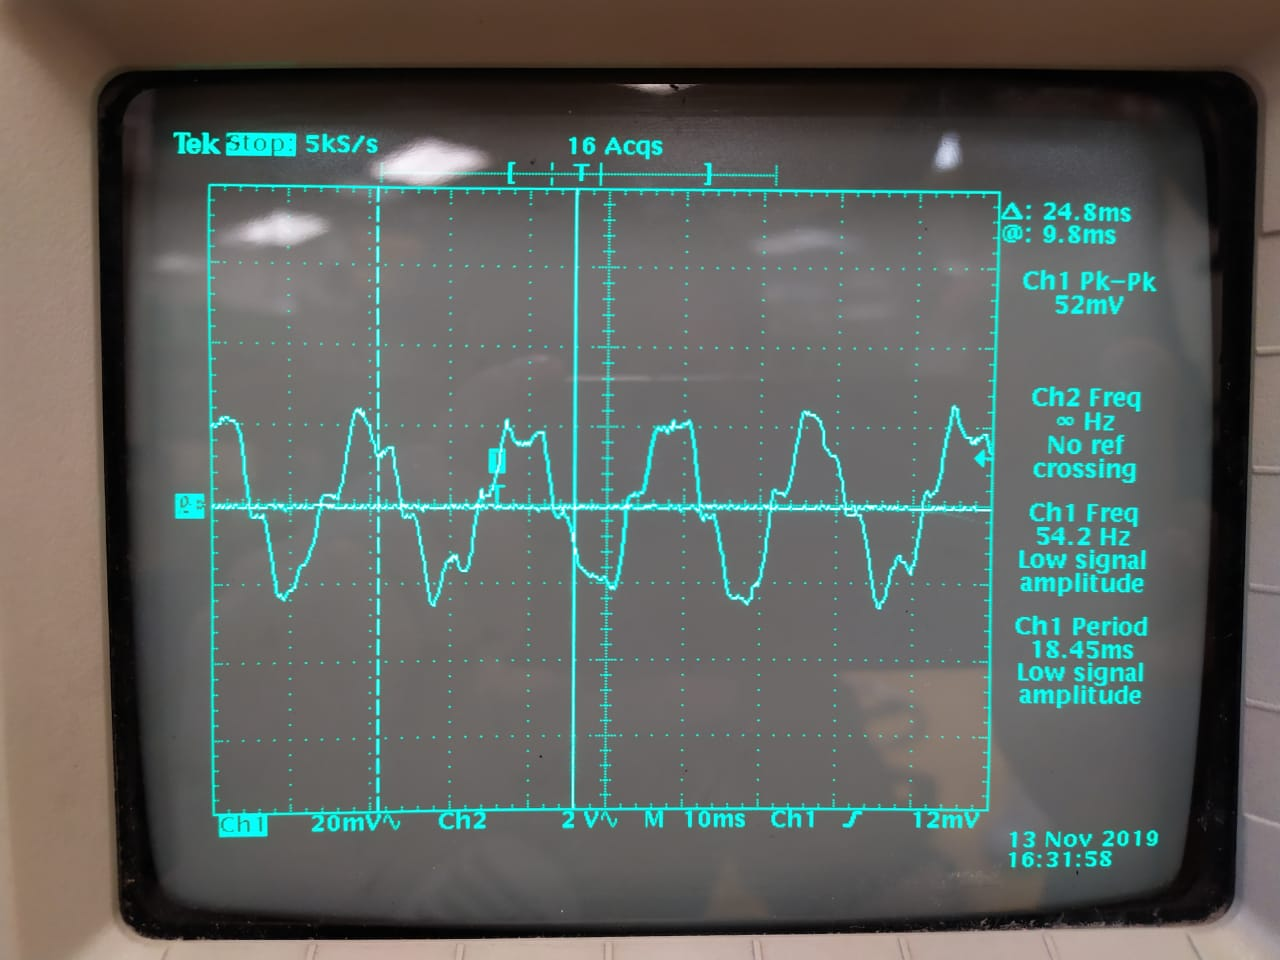 Tek Stop: 5kS/s 16 Acqs
[ T ]
Δ: 24.8ms
@: 9.8ms
Ch1 Pk-Pk
52mV
Ch2 Freq
∞ Hz
No ref
crossing
Ch1 Freq
54.2 Hz
Low signal
amplitude
Ch1 Period
18.45ms
Low signal
amplitude
T
Ch1 20mV∿ Ch2 2 V∿ M 10ms Ch1 12mV
13 Nov 2019
16:31:58